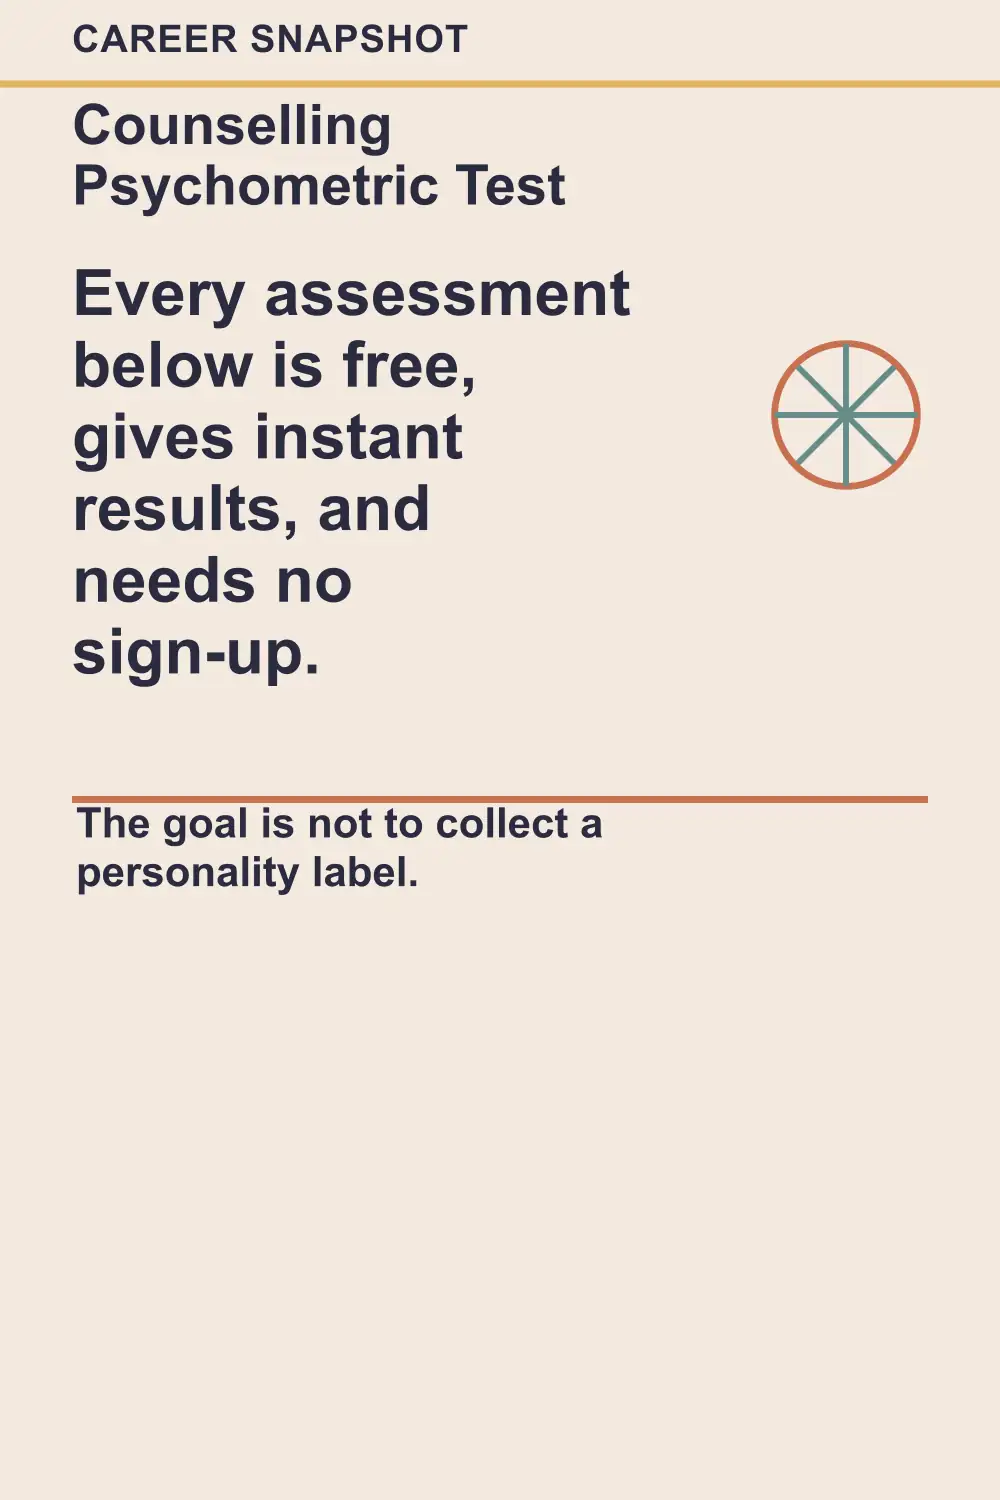 CAREER SNAPSHOT
Counselling
Psychometric Test
Every assessment
below is free,
gives instant
results, and
needs no
sign-up.
The goal is not to collect a
personality label.